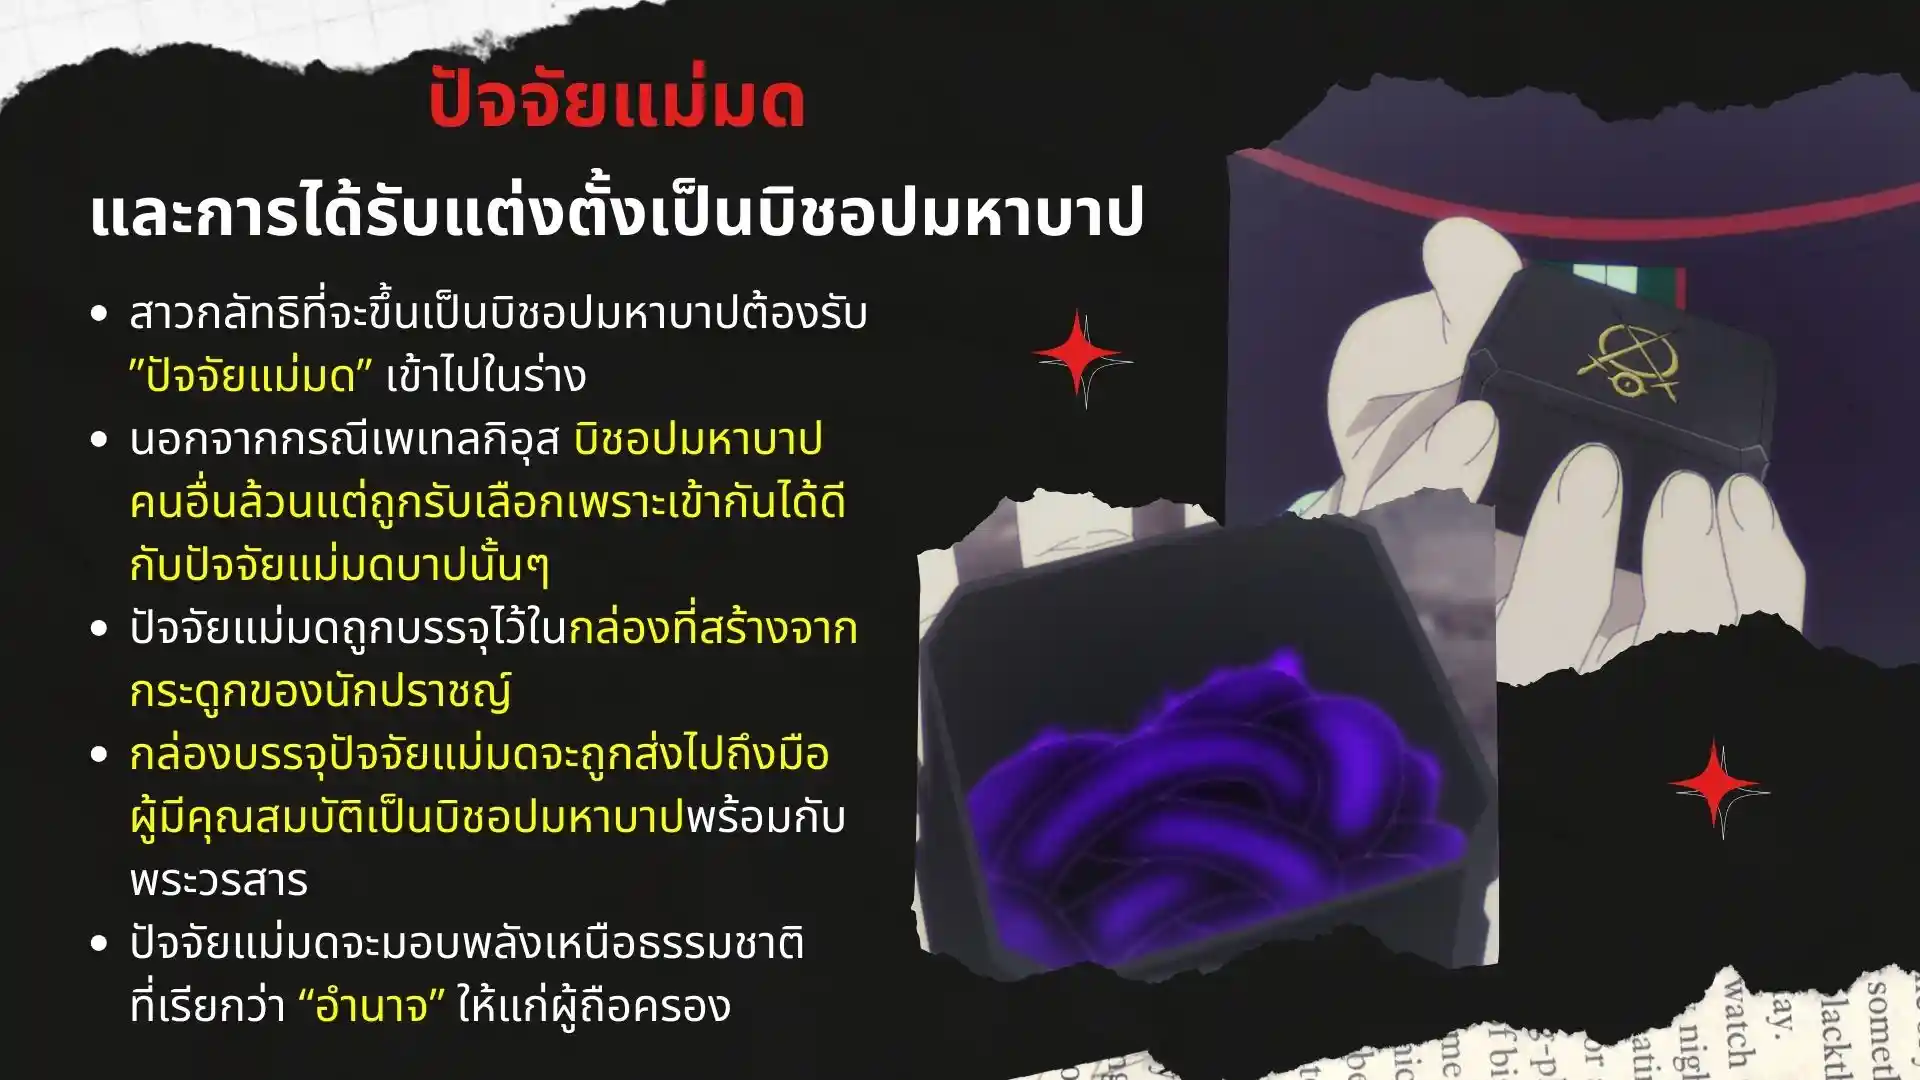 ปัจจัยแม่มด
และการได้รับแต่งตั้งเป็นบิชอปมหาบาป
• สาวกลัทธิที่จะขึ้นเป็นบิชอปมหาบาปต้องรับ
”ปัจจัยแม่มด” เข้าไปในร่าง
• นอกจากกรณีเพเทลกิอุส บิชอปมหาบาป
คนอื่นล้วนแต่ถูกรับเลือกเพราะเข้ากันได้ดี
กับปัจจัยแม่มดบาปนั้นๆ
• ปัจจัยแม่มดถูกบรรจุไว้ในกล่องที่สร้างจาก
กระดูกของนักปราชญ์
• กล่องบรรจุปัจจัยแม่มดจะถูกส่งไปถึงมือ
ผู้มีคุณสมบัติเป็นบิชอปมหาบาปพร้อมกับ
พระวรสาร
• ปัจจัยแม่มดจะมอบพลังเหนือธรรมชาติ
ที่เรียกว่า “อำนาจ” ให้แก่ผู้ถือครอง
watch